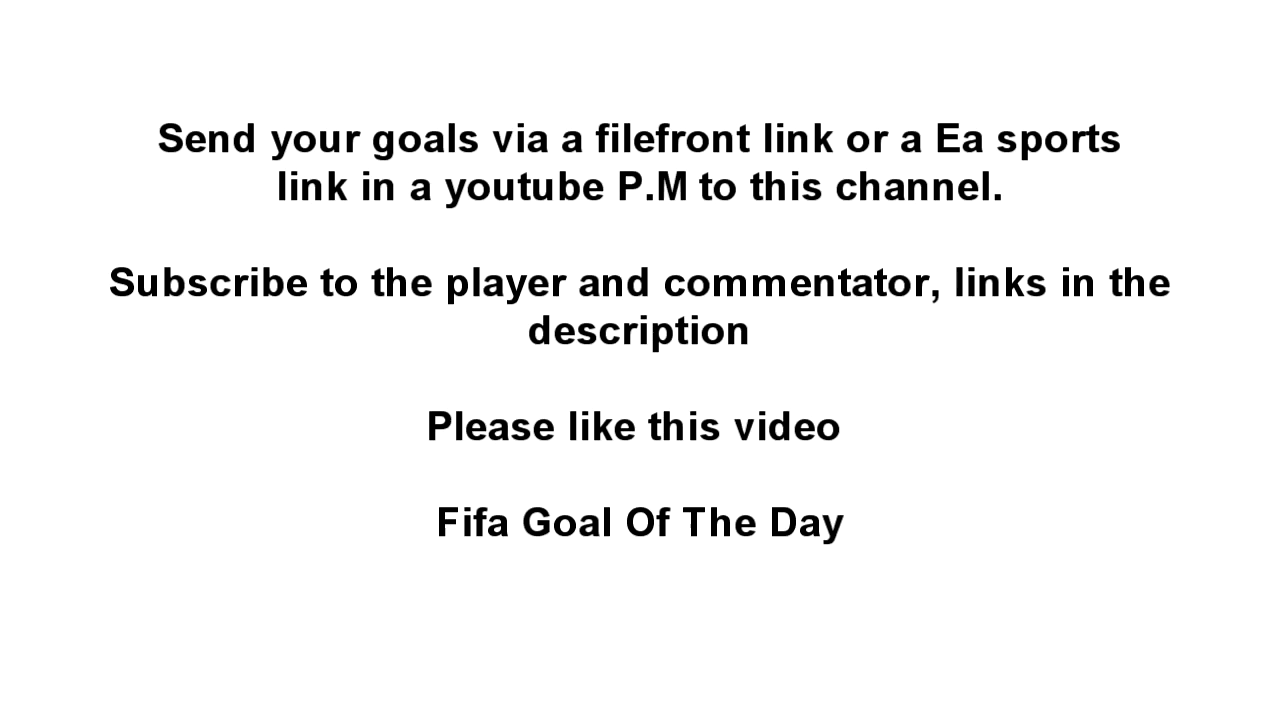 Send your goals via a filefront link or a Ea sports
link in a youtube P.M to this channel.
Subscribe to the player and commentator, links in the
description
Please like this video
Fifa Goal Of The Day